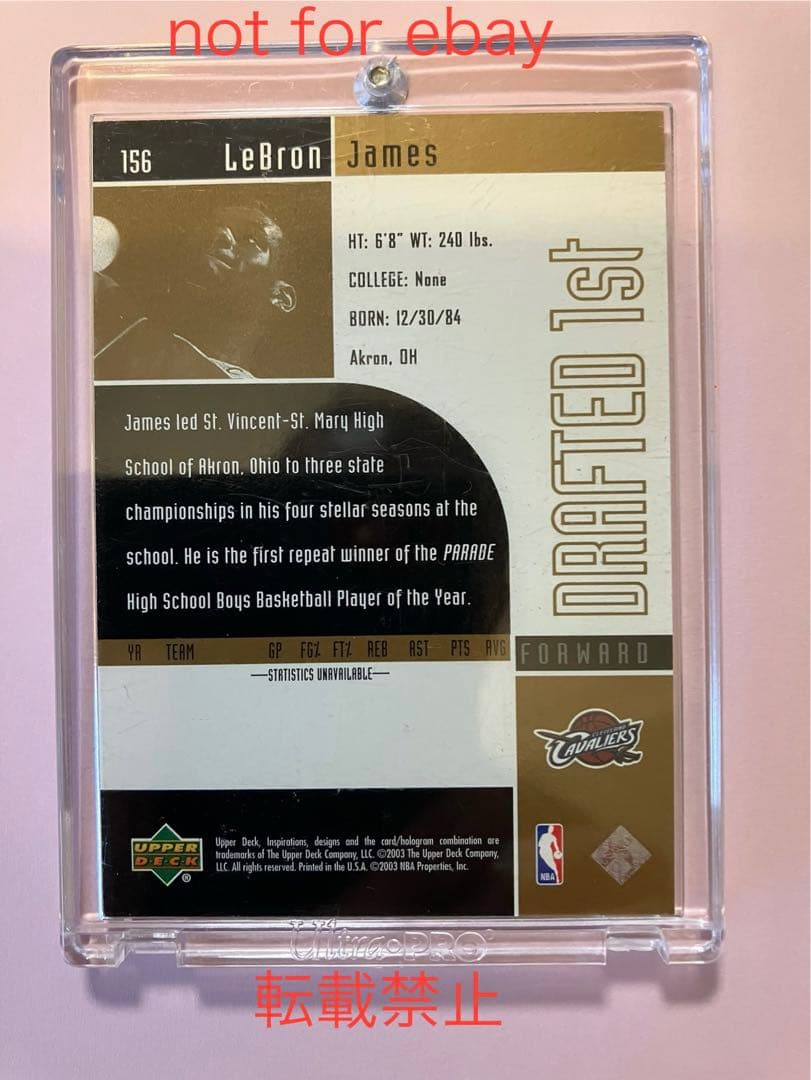 not for ebay
156 LeBron James
HT: 6'8" WT: 240 lbs.
COLLEGE: None
BORN: 12/30/84
Akron, OH
DRAFTED 1st
James led St. Vincent-St. Mary High
School of Akron, Ohio to three state
championships in his four stellar seasons at the
school. He is the first repeat winner of the PARADE
High School Boys Basketball Player of the Year.
YR TEAM GP FG% FT% REB AST PTS AVG
FORWARD
STATISTICS UNAVAILABLE
CLEVELAND
CAVALIERS
UPPER
DECK
®
Upper Deck, Inspirations, designs and the card/hologram combination are
trademarks of The Upper Deck Company, LLC. ©2003 The Upper Deck Company,
LLC. All rights reserved. Printed in the U.S.A. ©2003 NBA Properties, Inc.
NBA
Ultra•PRO
転載禁止